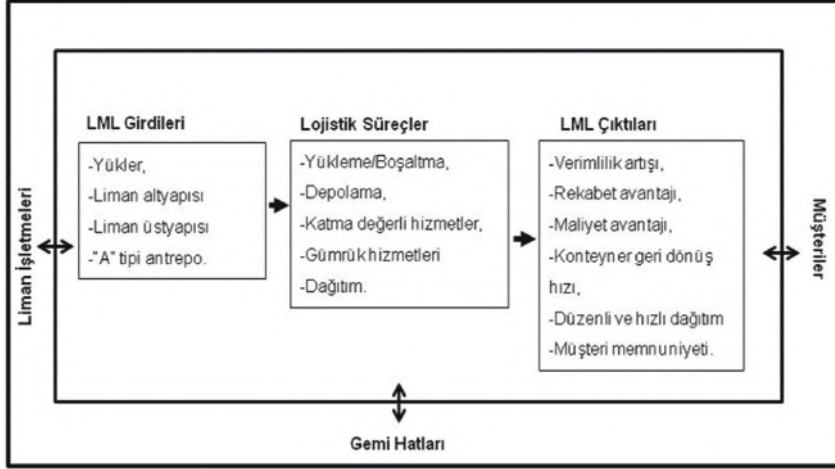 LML Girdileri
-Yükler,
-Liman altyapısı
-Liman üstyapısı
-"A" tipi antrepo.
Lojistik Süreçler
-Yükleme/Boşaltma,
-Depolama,
-Katma değerli hizmetler,
-Gümrük hizmetleri
-Dağıtım.
LML Çıktıları
-Verimlilik artışı,
-Rekabet avantajı,
-Maliyet avantajı,
-Konteyner geri dönüş
hızı,
-Düzenli ve hızlı dağıtım
-Müşteri memnuniyeti.
Liman İşletmeleri
Müşteriler
Gemi Hatları